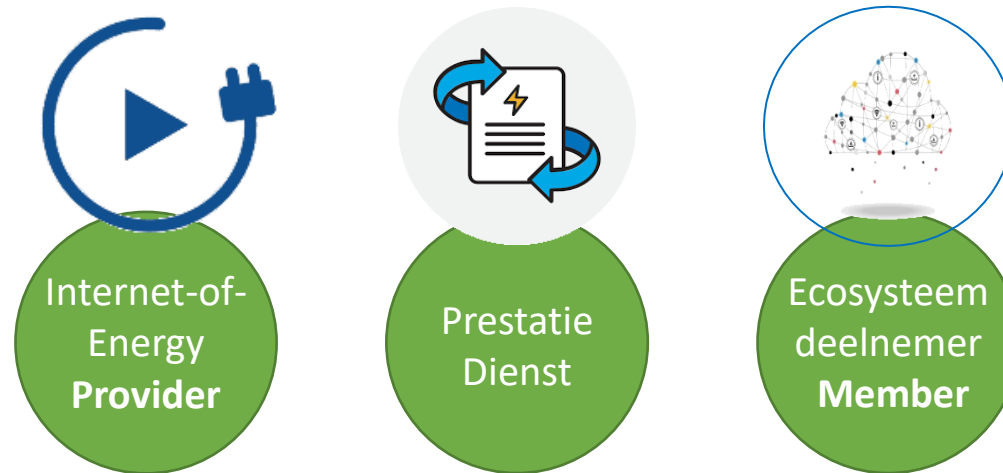 Internet-of-
Energy
Provider
Prestatie
Dienst
Ecosysteem
deelnemer
Member